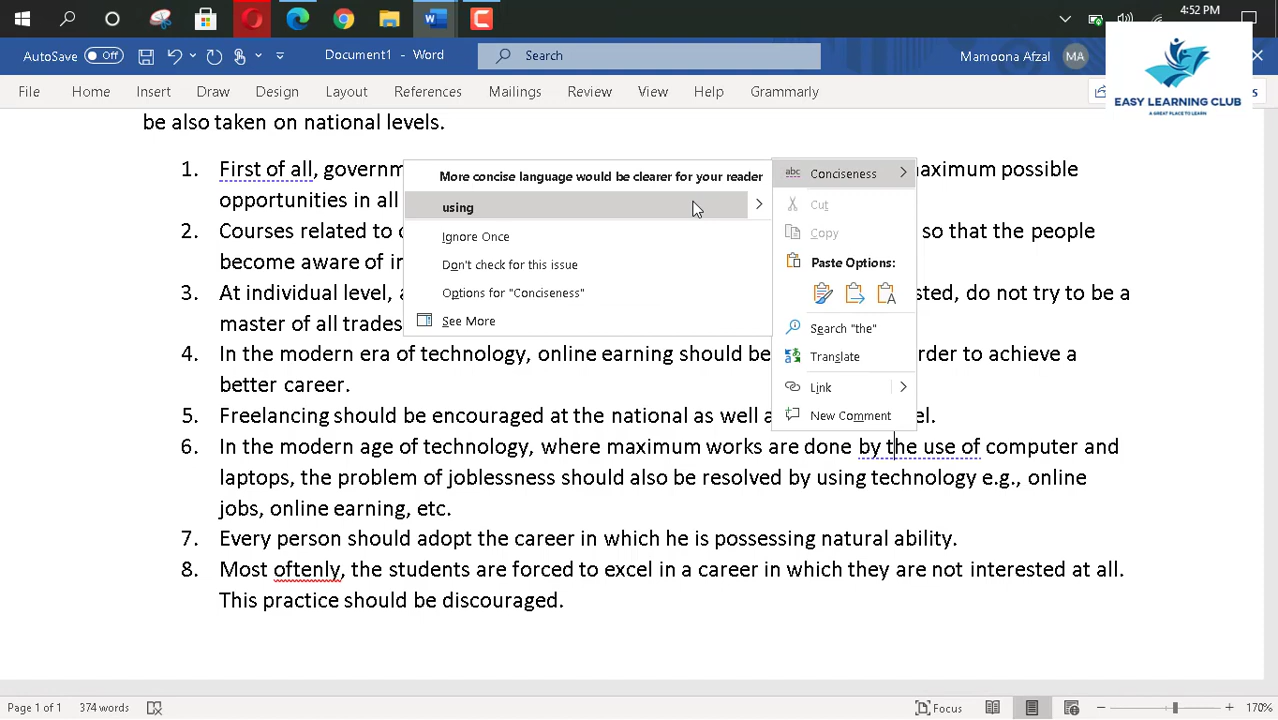 4:52 PM
AutoSave Off Document1 - Word Search Mamoona Afzal MA
EASY LEARNING CLUB
A GREAT PLACE TO LEARN
File Home Insert Draw Design Layout References Mailings Review View Help Grammarly
be also taken on national levels.
1. First of all, governm maximum possible
opportunities in all
2. Courses related to so that the people
become aware of in
3. At individual level, do not try to be a
master of all trades
4. In the modern era of technology, online earning should be achieve a
better career.
5. Freelancing should be encouraged at the national as well
6. In the modern age of technology, where maximum works are done by the use of computer and
laptops, the problem of joblessness should also be resolved by using technology e.g., online
jobs, online earning, etc.
7. Every person should adopt the career in which he is possessing natural ability.
8. Most oftenly, the students are forced to excel in a career in which they are not interested at all.
This practice should be discouraged.
More concise language would be clearer for your reader
using
Ignore Once
Don't check for this issue
Options for "Conciseness"
See More
abc Conciseness
Cut
Copy
Paste Options:
Search "the"
Translate
Link
New Comment
Page 1 of 1 374 words Focus 170%